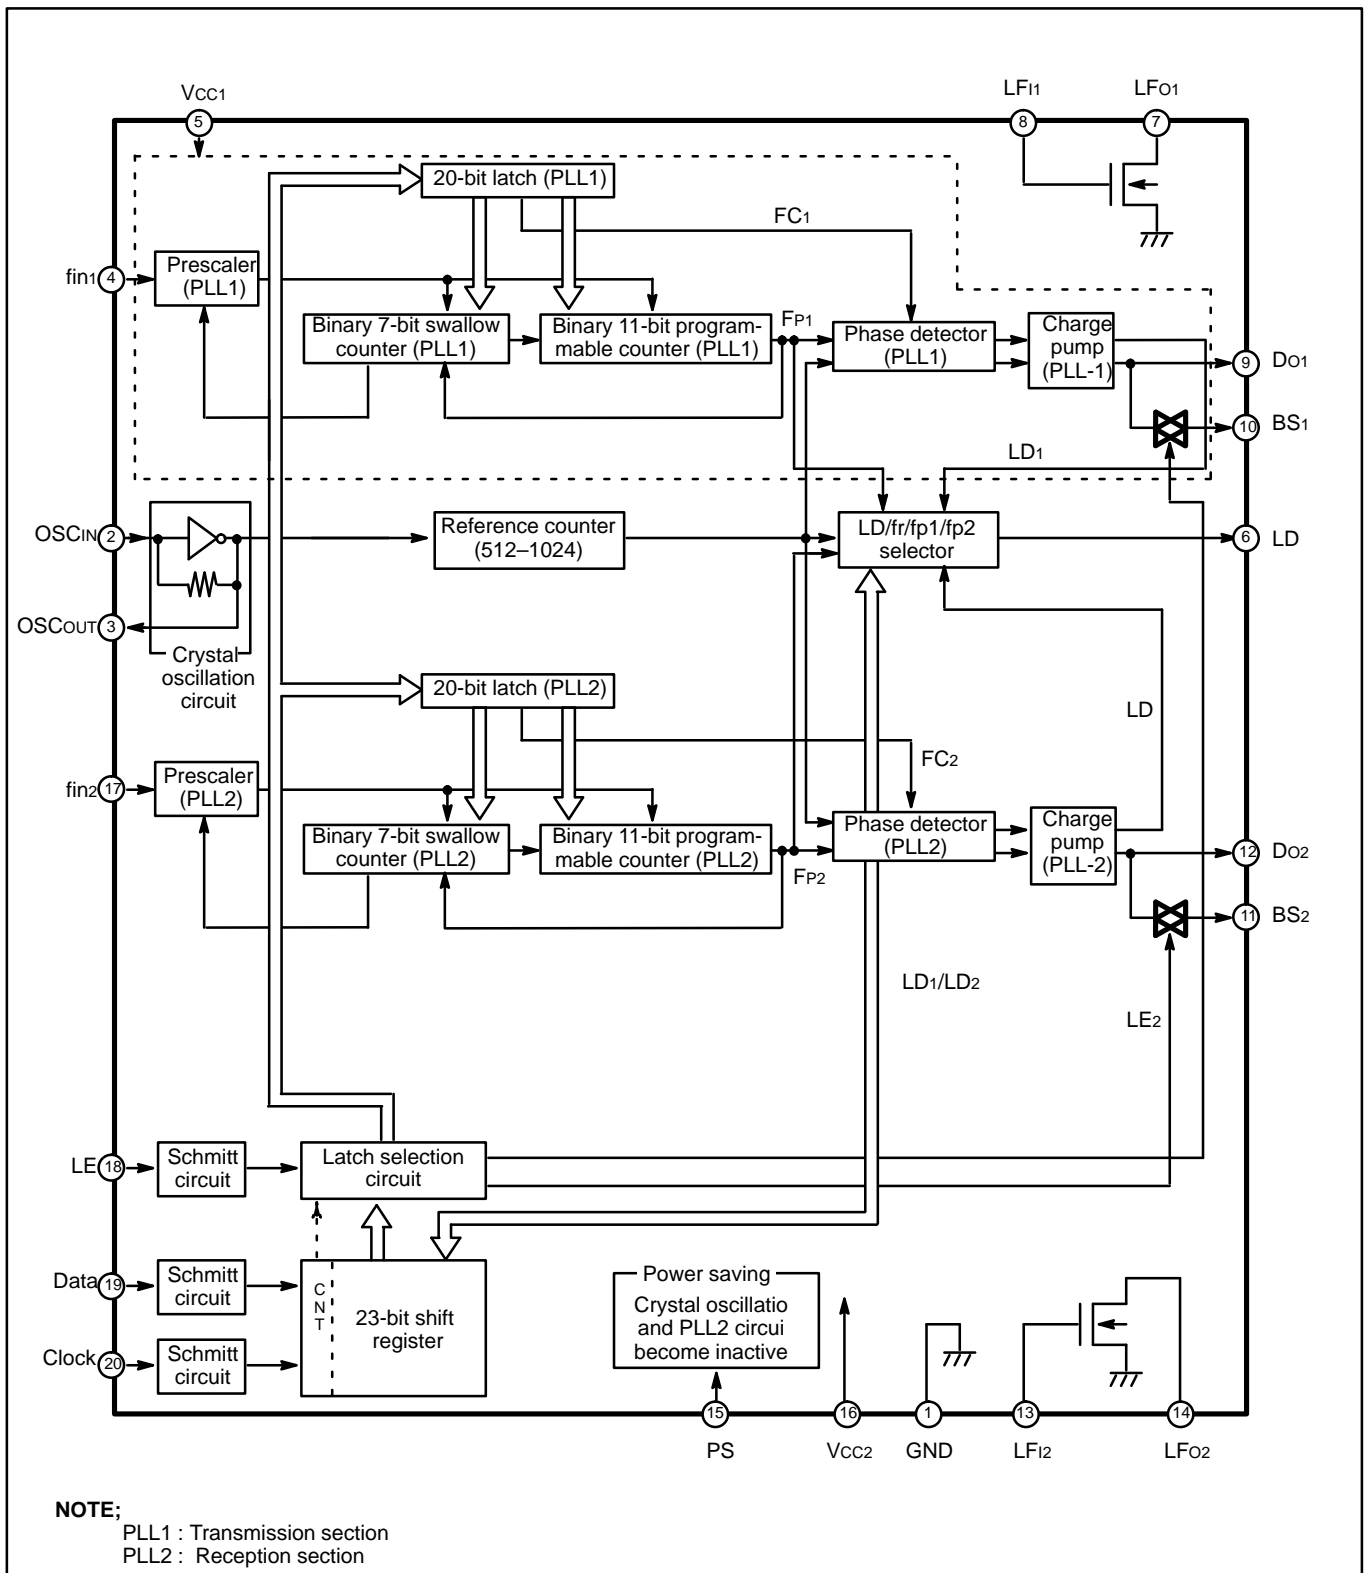 VCC1
5
LFI1
8
LFO1
7
20-bit latch (PLL1)
FC1
fin1
4
Prescaler
(PLL1)
Binary 7-bit swallow
counter (PLL1)
Binary 11-bit program-
mable counter (PLL1)
FP1
Phase detector
(PLL1)
Charge
pump
(PLL-1)
9
DO1
10
BS1
LD1
OSCIN
2
Reference counter
(512–1024)
LD/fr/fp1/fp2
selector
6
LD
OSCOUT
3
Crystal
oscillation
circuit
20-bit latch (PLL2)
LD
FC2
fin2
17
Prescaler
(PLL2)
Binary 7-bit swallow
counter (PLL2)
Binary 11-bit program-
mable counter (PLL2)
FP2
Phase detector
(PLL2)
Charge
pump
(PLL-2)
12
DO2
11
BS2
LD1/LD2
LE2
LE
18
Schmitt
circuit
Latch selection
circuit
Data
19
Schmitt
circuit
CNT
23-bit shift
register
Clock
20
Schmitt
circuit
Power saving
Crystal oscillatio
and PLL2 circui
become inactive
15
PS
16
VCC2
1
GND
13
LFI2
14
LFO2
NOTE;
PLL1 : Transmission section
PLL2 : Reception section